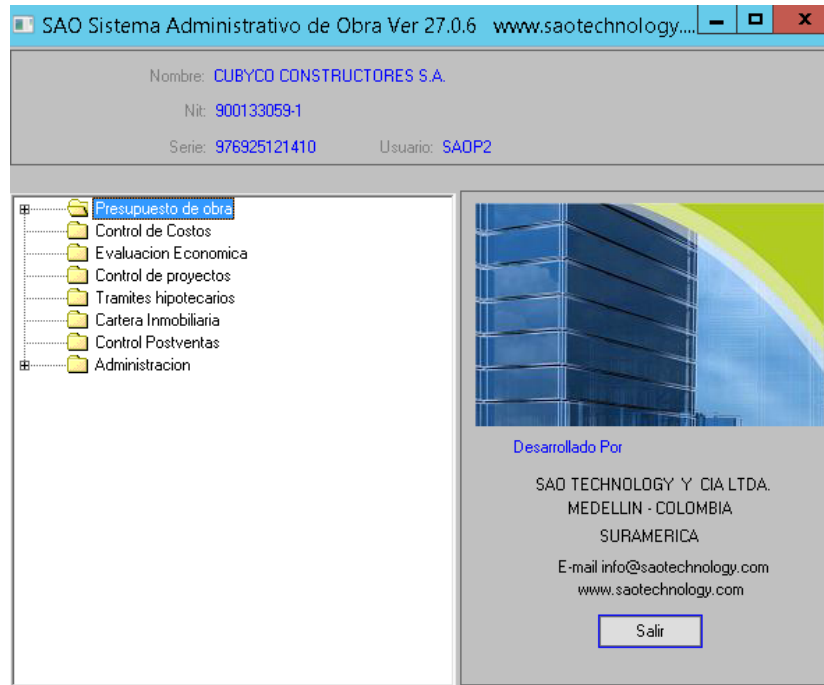 SAO Sistema Administrativo de Obra Ver 27.0.6 www.saotechnology....
Nombre: CUBYCO CONSTRUCTORES S.A.
Nit: 900133059-1
Serie: 976925121410 Usuario: SAOP2
Presupuesto de obra
Control de Costos
Evaluacion Economica
Control de proyectos
Tramites hipotecarios
Cartera Inmobiliaria
Control Postventas
Administracion
Desarrollado Por
SAO TECHNOLOGY Y CIA LTDA.
MEDELLIN - COLOMBIA
SURAMERICA
E-mail info@saotechnology.com
www.saotechnology.com
Salir